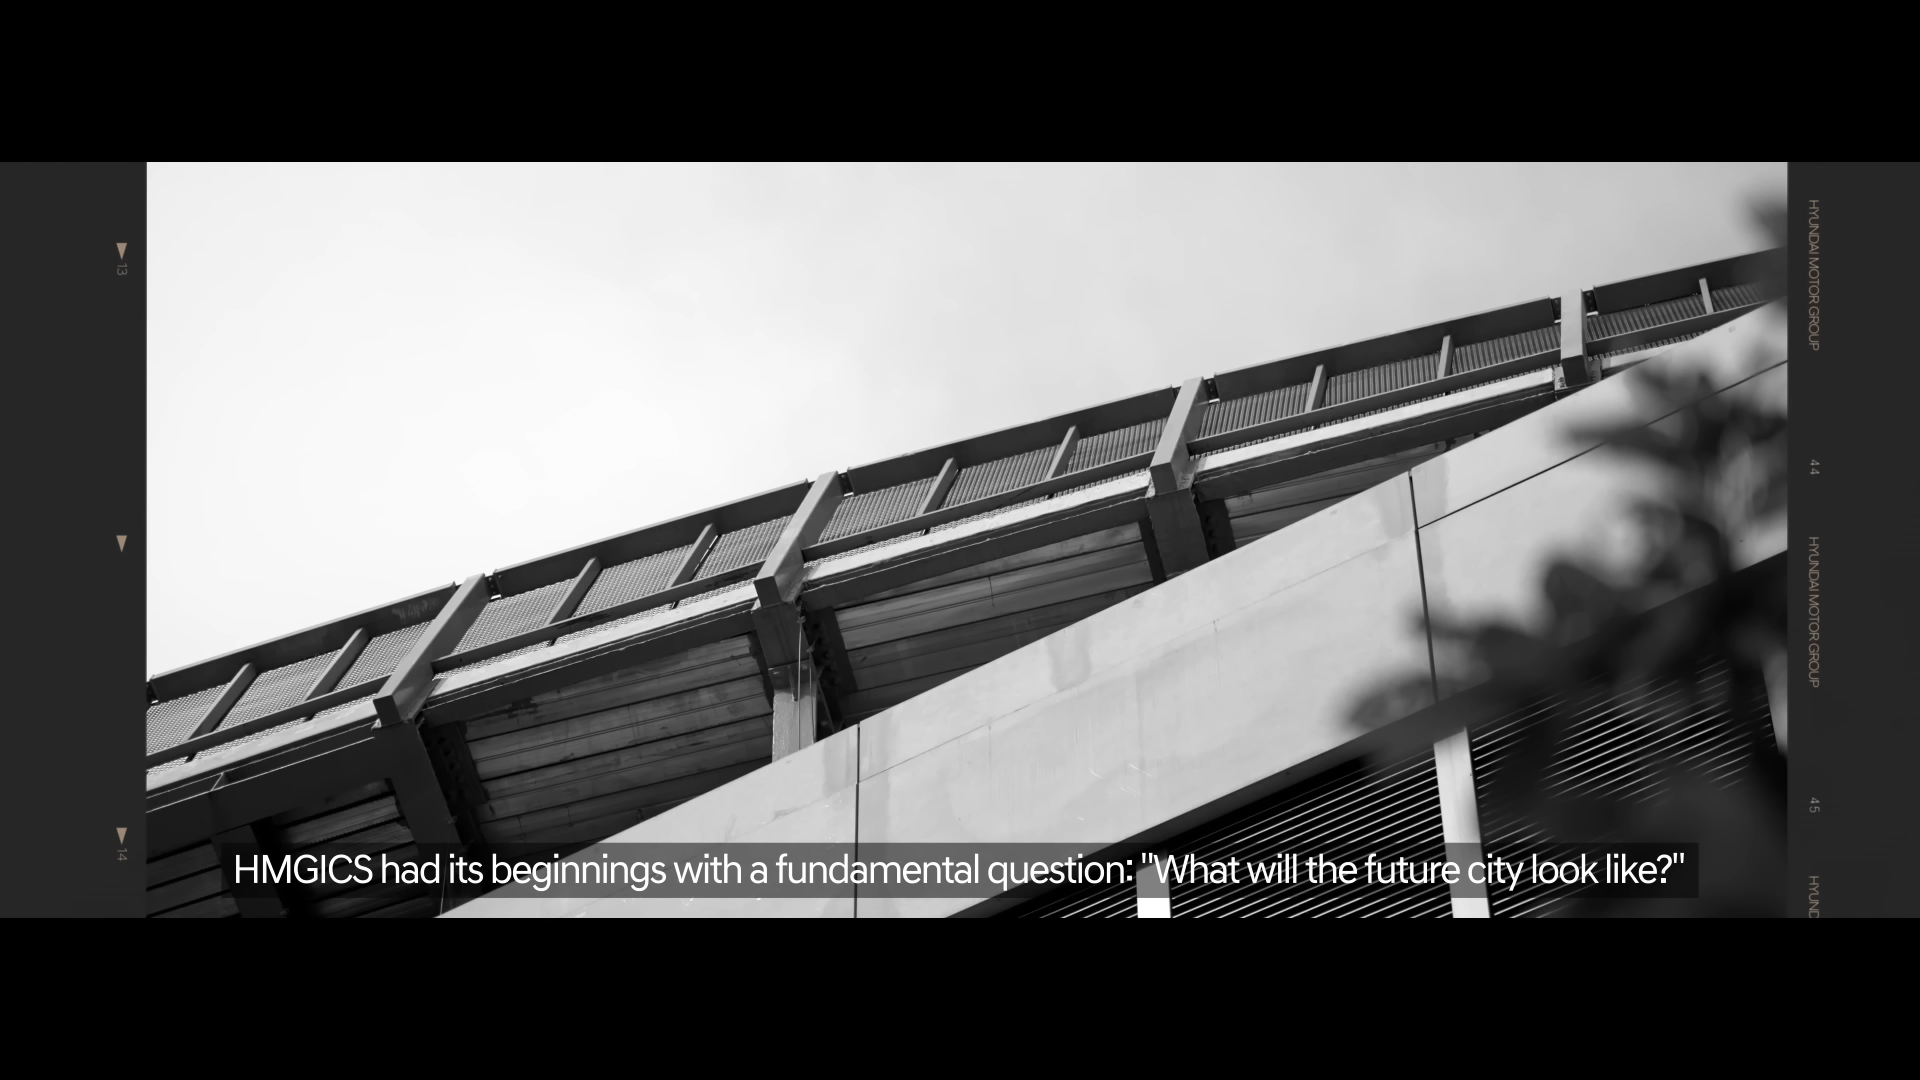 13
14
HYUNDAI MOTOR GROUP
44
HYUNDAI MOTOR GROUP
45
HYUND
HMGICS had its beginnings with a fundamental question: "What will the future city look like?"